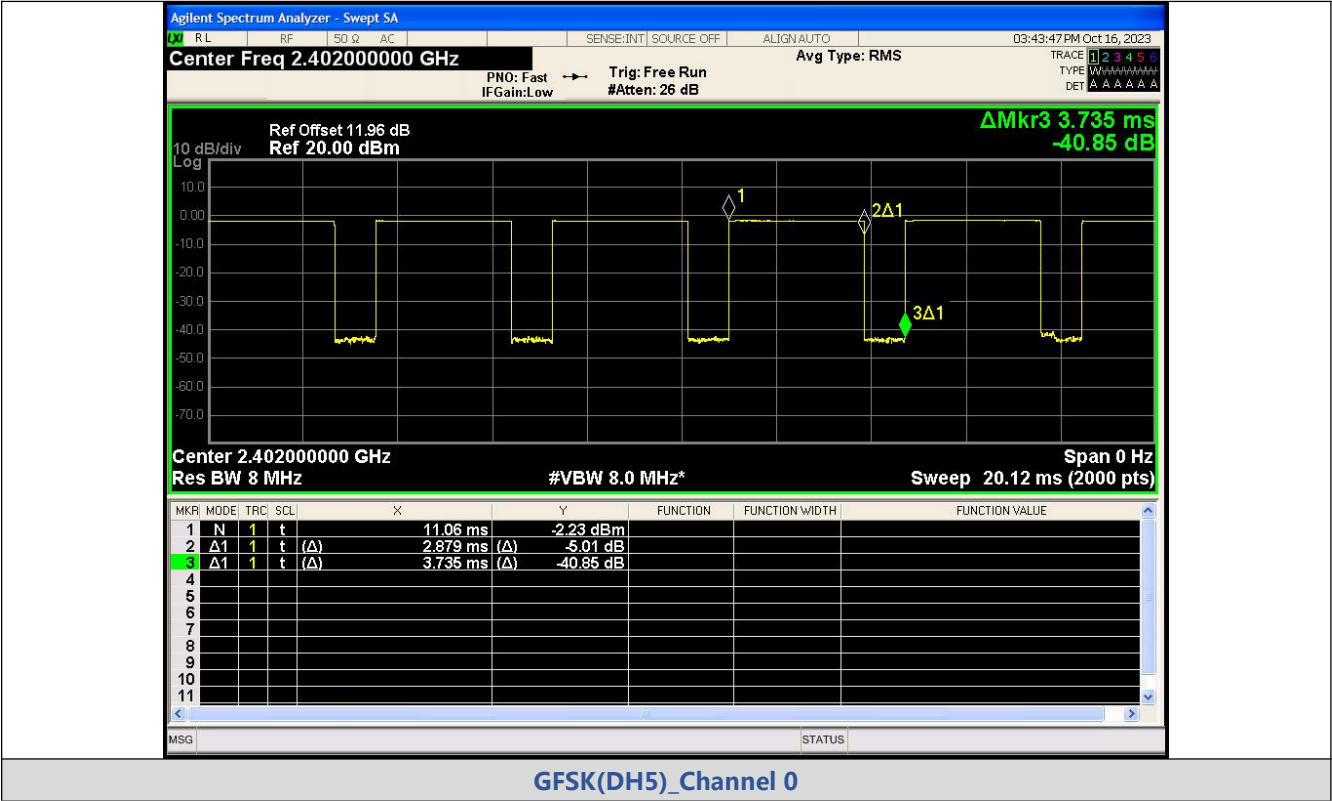 Agilent Spectrum Analyzer - Swept SA
LXI RL RF 50 Ω AC SENSE:INT SOURCE OFF ALIGN AUTO 03:43:47 PM Oct 16, 2023
Center Freq 2.402000000 GHz Avg Type: RMS TRACE 1 2 3 4 5 6
PNO: Fast Trig: Free Run TYPE WWWWWW
IFGain:Low #Atten: 26 dB DET A A A A A A
ΔMkr3 3.735 ms
Ref Offset 11.96 dB
10 dB/div Ref 20.00 dBm -40.85 dB
Log
10.0
1
0.00
2Δ1
-10.0
-20.0
-30.0
3Δ1
-40.0
-50.0
-60.0
-70.0
Center 2.402000000 GHz Span 0 Hz
Res BW 8 MHz #VBW 8.0 MHz* Sweep 20.12 ms (2000 pts)
MKR MODE TRC SCL X Y FUNCTION FUNCTION WIDTH FUNCTION VALUE
1 N 1 t 11.06 ms -2.23 dBm
2 Δ1 1 t (Δ) 2.879 ms (Δ) -5.01 dB
3 Δ1 1 t (Δ) 3.735 ms (Δ) -40.85 dB
4
5
6
7
8
9
10
11
MSG STATUS
GFSK(DH5)_Channel 0